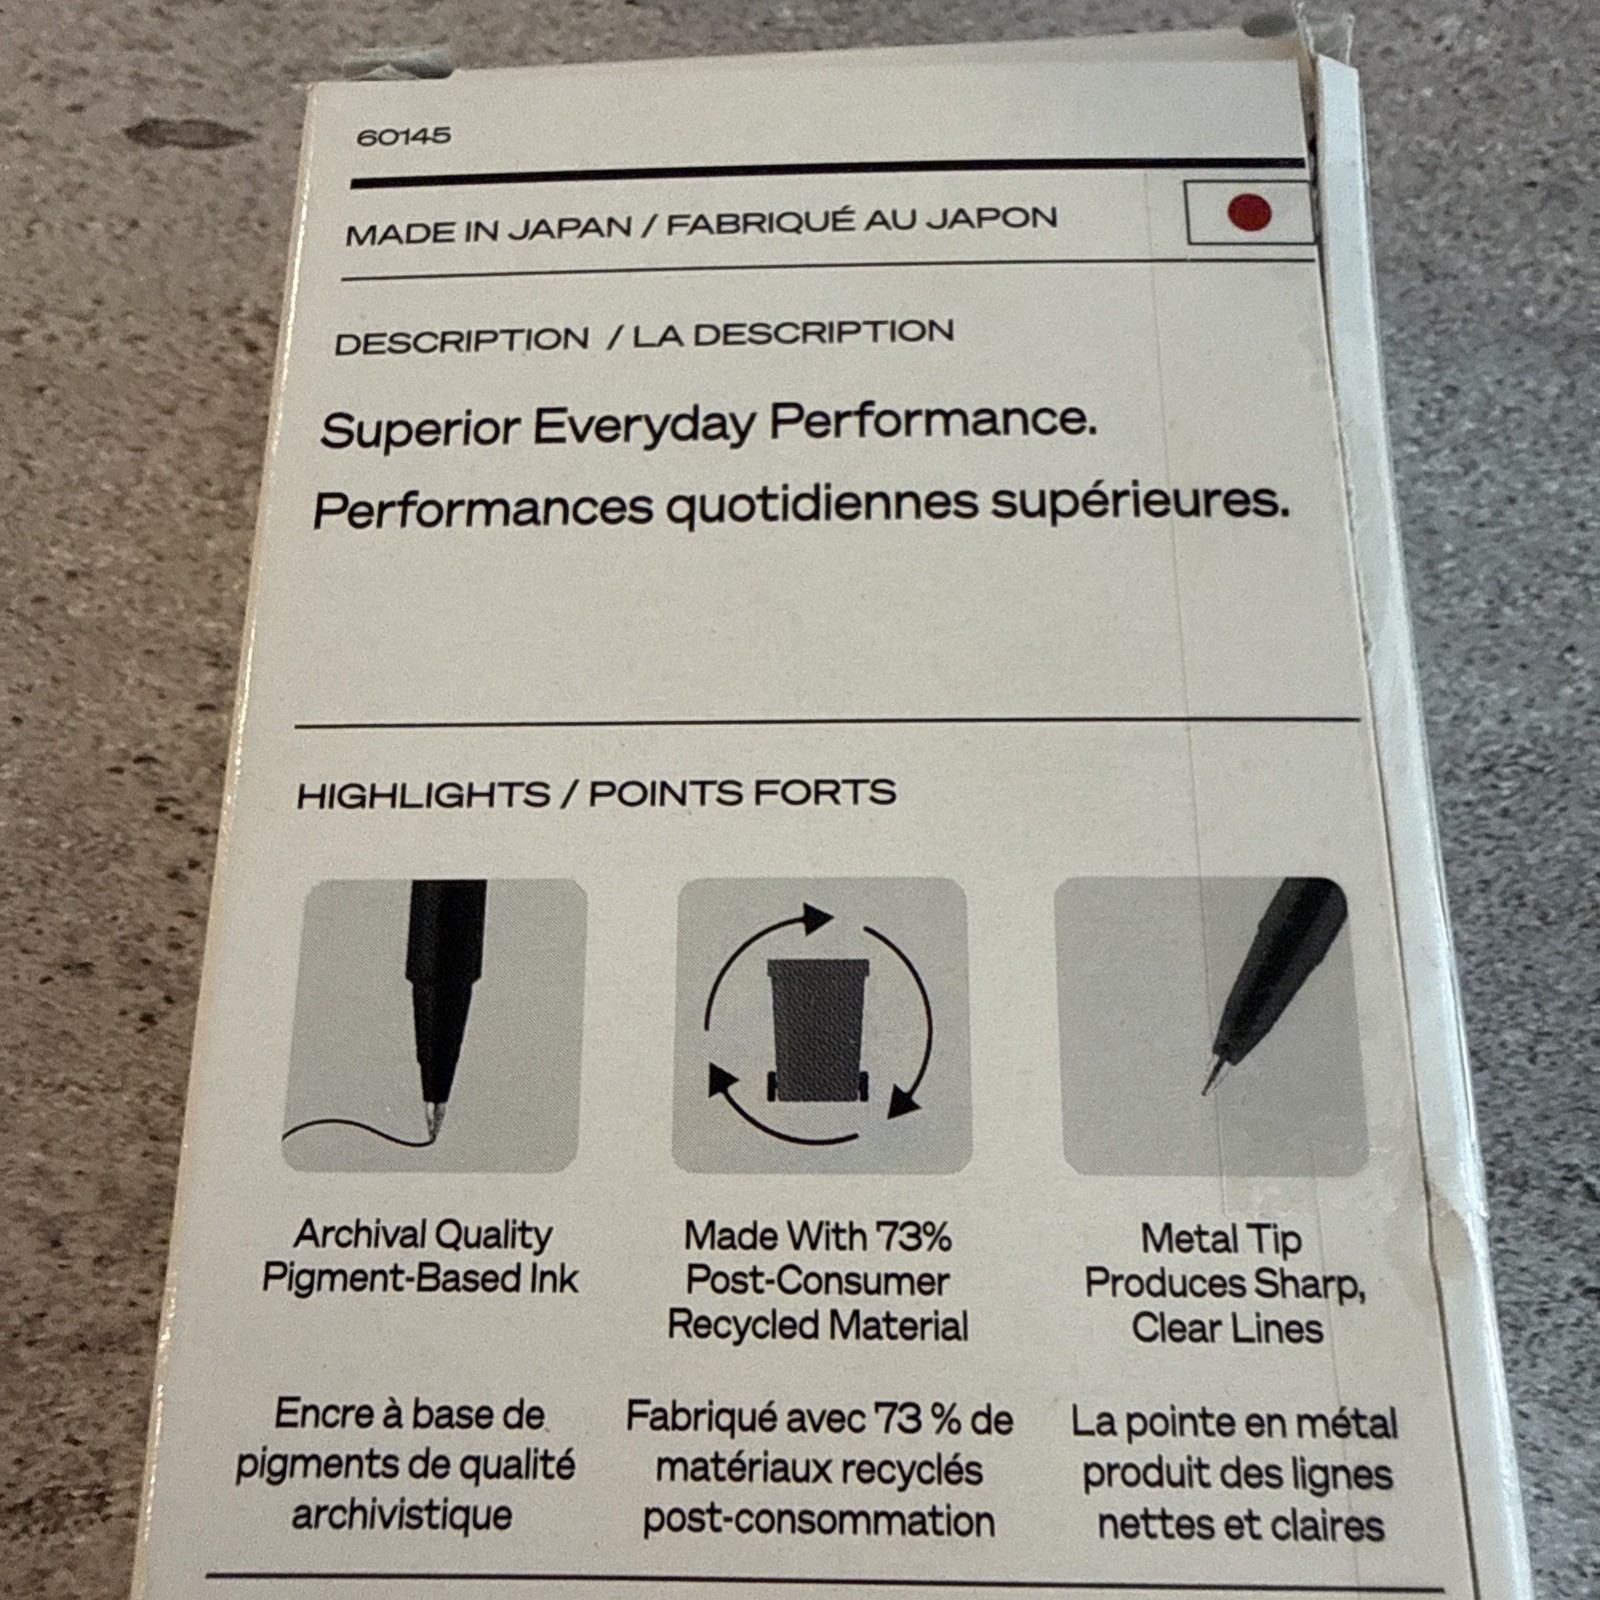 60145
MADE IN JAPAN / FABRIQUÉ AU JAPON
DESCRIPTION / LA DESCRIPTION
Superior Everyday Performance.
Performances quotidiennes supérieures.
HIGHLIGHTS / POINTS FORTS
Archival Quality
Pigment-Based Ink
Encre à base de
pigments de qualité
archivistique
Made With 73%
Post-Consumer
Recycled Material
Fabriqué avec 73 % de
matériaux recyclés
post-consommation
Metal Tip
Produces Sharp,
Clear Lines
La pointe en métal
produit des lignes
nettes et claires